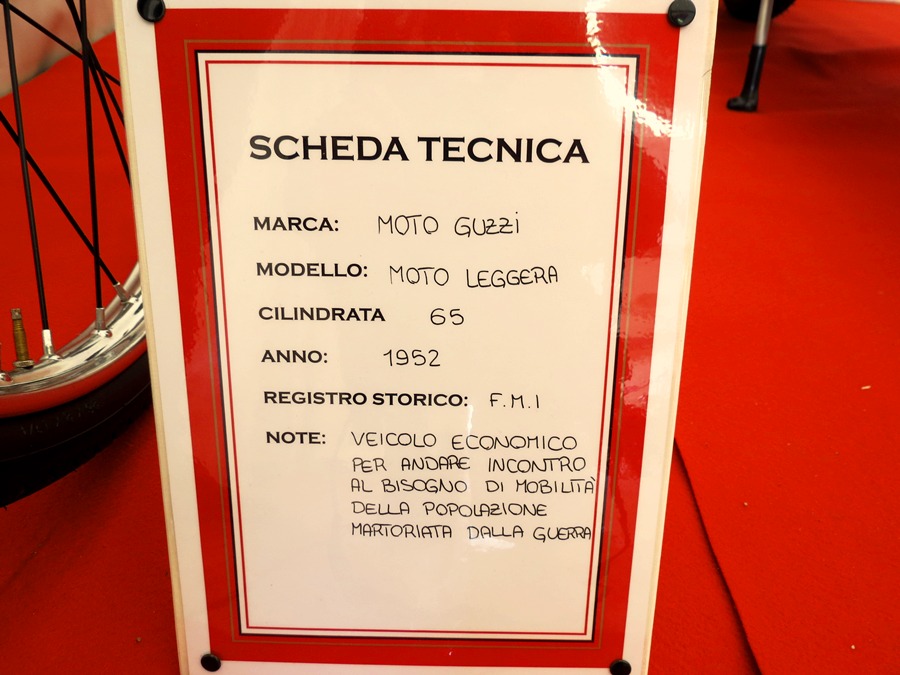 SCHEDA TECNICA
MARCA: MOTO GUZZI
MODELLO: MOTO LEGGERA
CILINDRATA 65
ANNO: 1952
REGISTRO STORICO: F.M.I
NOTE: VEICOLO ECONOMICO
PER ANDARE INCONTRO
AL BISOGNO DI MOBILITÀ
DELLA POPOLAZIONE
MARTORIATA DALLA GUERRA